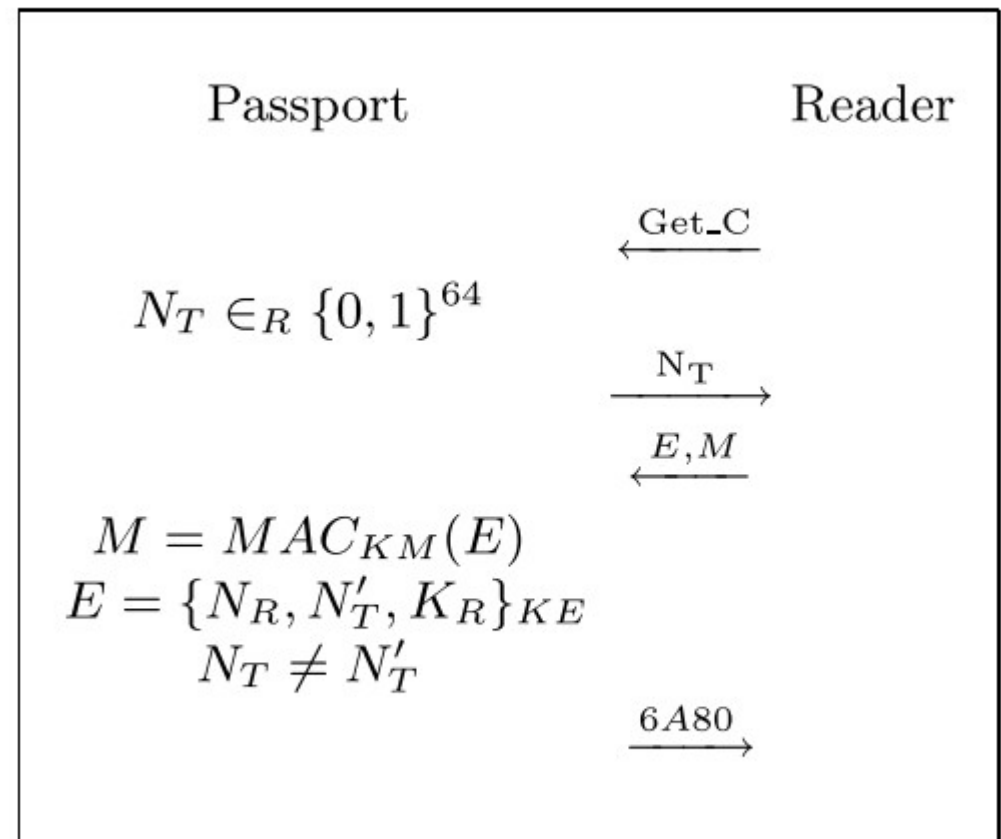 Passport Reader
Get_C
N_T ∈_R {0, 1}^64
N_T
E, M
M = MAC_KM(E)
E = {N_R, N'_T, K_R}_KE
N_T ≠ N'_T
6A80